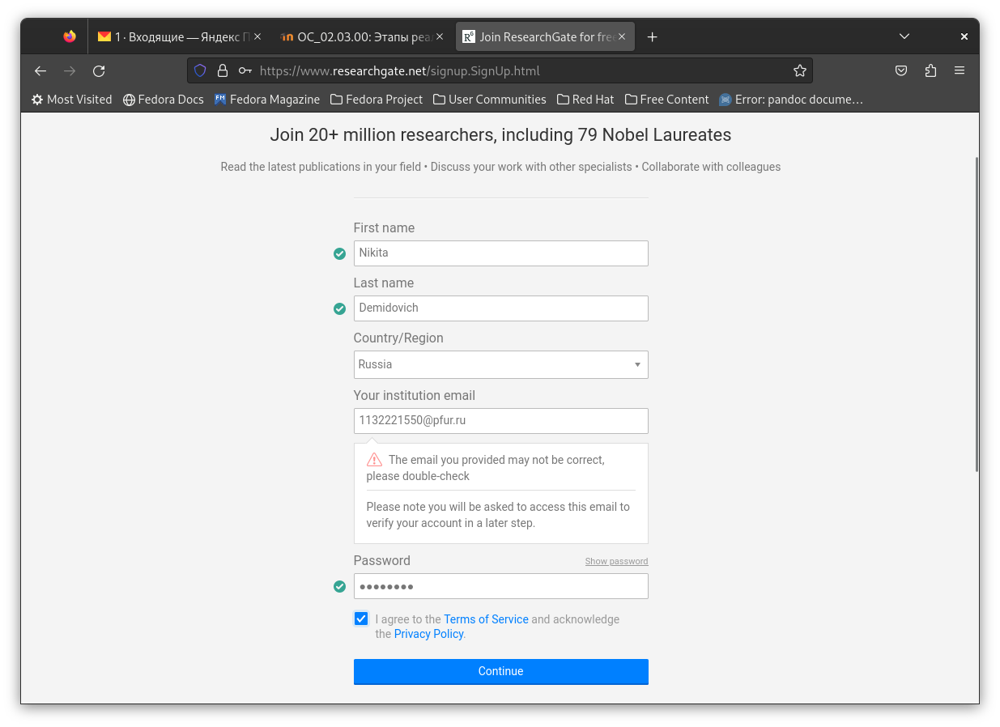 1 · Входящие — Яндекс П
ОС_02.03.00: Этапы реа
RG Join ResearchGate for free
https://www.researchgate.net/signup.SignUp.html
Most Visited Fedora Docs FM Fedora Magazine Fedora Project User Communities Red Hat Free Content Error: pandoc docume…
Join 20+ million researchers, including 79 Nobel Laureates
Read the latest publications in your field • Discuss your work with other specialists • Collaborate with colleagues
First name
Nikita
Last name
Demidovich
Country/Region
Russia
Your institution email
1132221550@pfur.ru
The email you provided may not be correct,
please double-check
Please note you will be asked to access this email to
verify your account in a later step.
Password Show password
●●●●●●●●
I agree to the Terms of Service and acknowledge
the Privacy Policy.
Continue